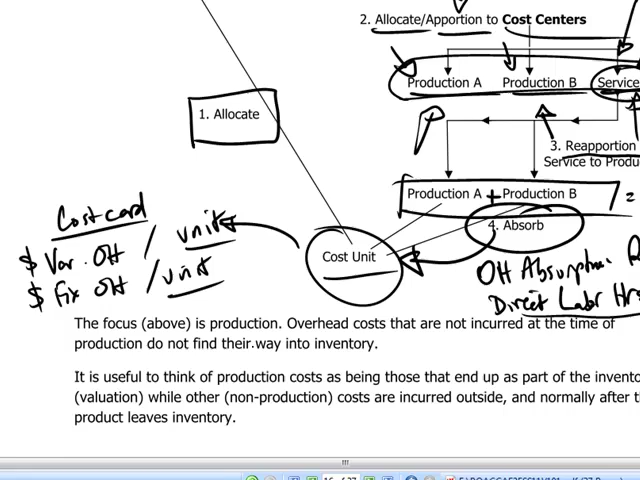 2. Allocate/Apportion to Cost Centers
Production A Production B Service
1. Allocate
3. Reapportion
Service to Produ
Production A + Production B =
4. Absorb
Cost card
$ Var. OH / unit
$ Fix OH / unit
Cost Unit
OH Absorption R
Direct Labr Hrs
The focus (above) is production. Overhead costs that are not incurred at the time of
production do not find their way into inventory.
It is useful to think of production costs as being those that end up as part of the invento
(valuation) while other (non-production) costs are incurred outside, and normally after t
product leaves inventory.